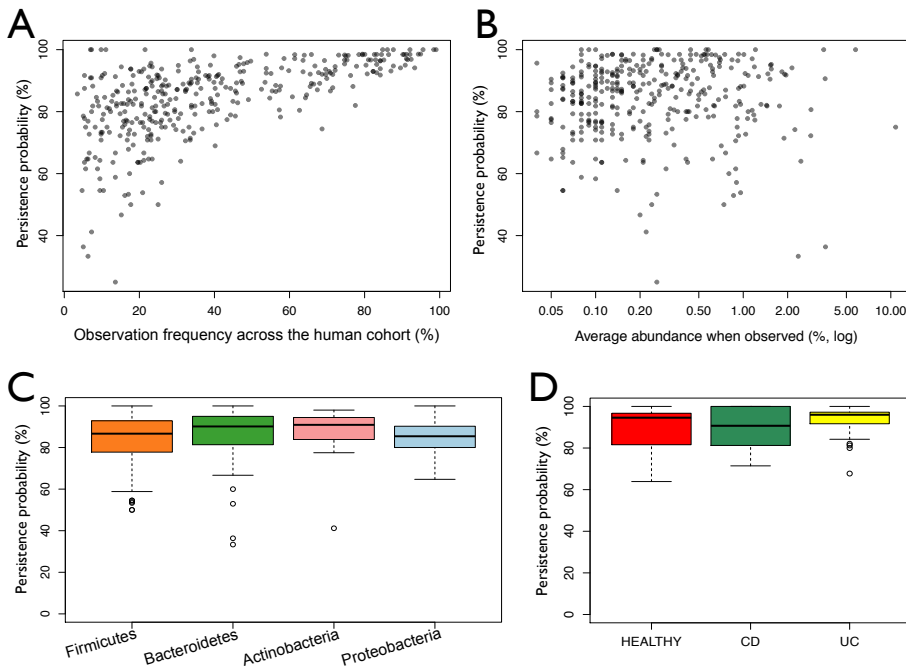 A
Persistence probability (%)
100
80
60
40
0
20
40
60
80
100
Observation frequency across the human cohort (%)
B
Persistence probability (%)
100
80
60
40
0.05
0.10
0.20
0.50
1.00
2.00
5.00
10.00
Average abundance when observed (%, log)
C
Persistence probability (%)
100
80
60
40
20
0
Firmicutes
Bacteroidetes
Actinobacteria
Proteobacteria
D
Persistence probability (%)
100
80
60
40
20
0
HEALTHY
CD
UC